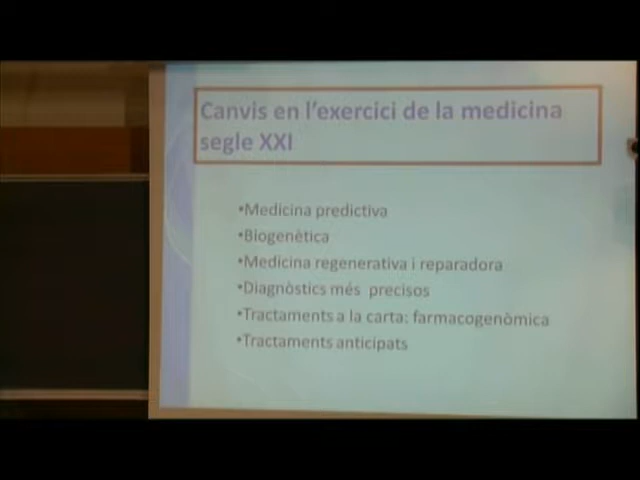 Canvis en l'exercici de la medicina
segle XXI
•Medicina predictiva
•Biogenètica
•Medicina regenerativa i reparadora
•Diagnòstics més precisos
•Tractaments a la carta: farmacogenòmica
•Tractaments anticipats